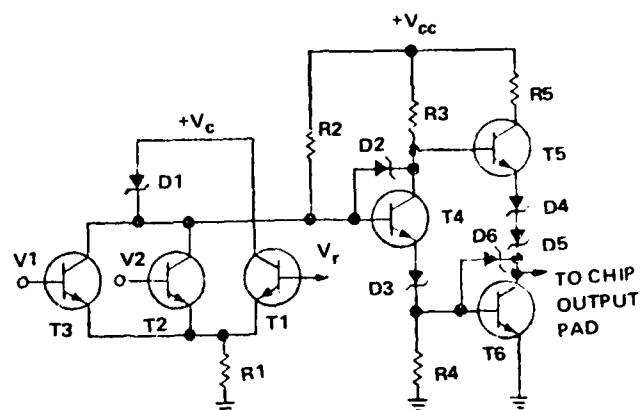 +Vcc
+Vc
R2
R3
R5
D1
D2
T5
V1
V2
Vr
T4
D4
D6
D5
T3
T2
T1
D3
TO CHIP
OUTPUT
PAD
R1
R4
T6